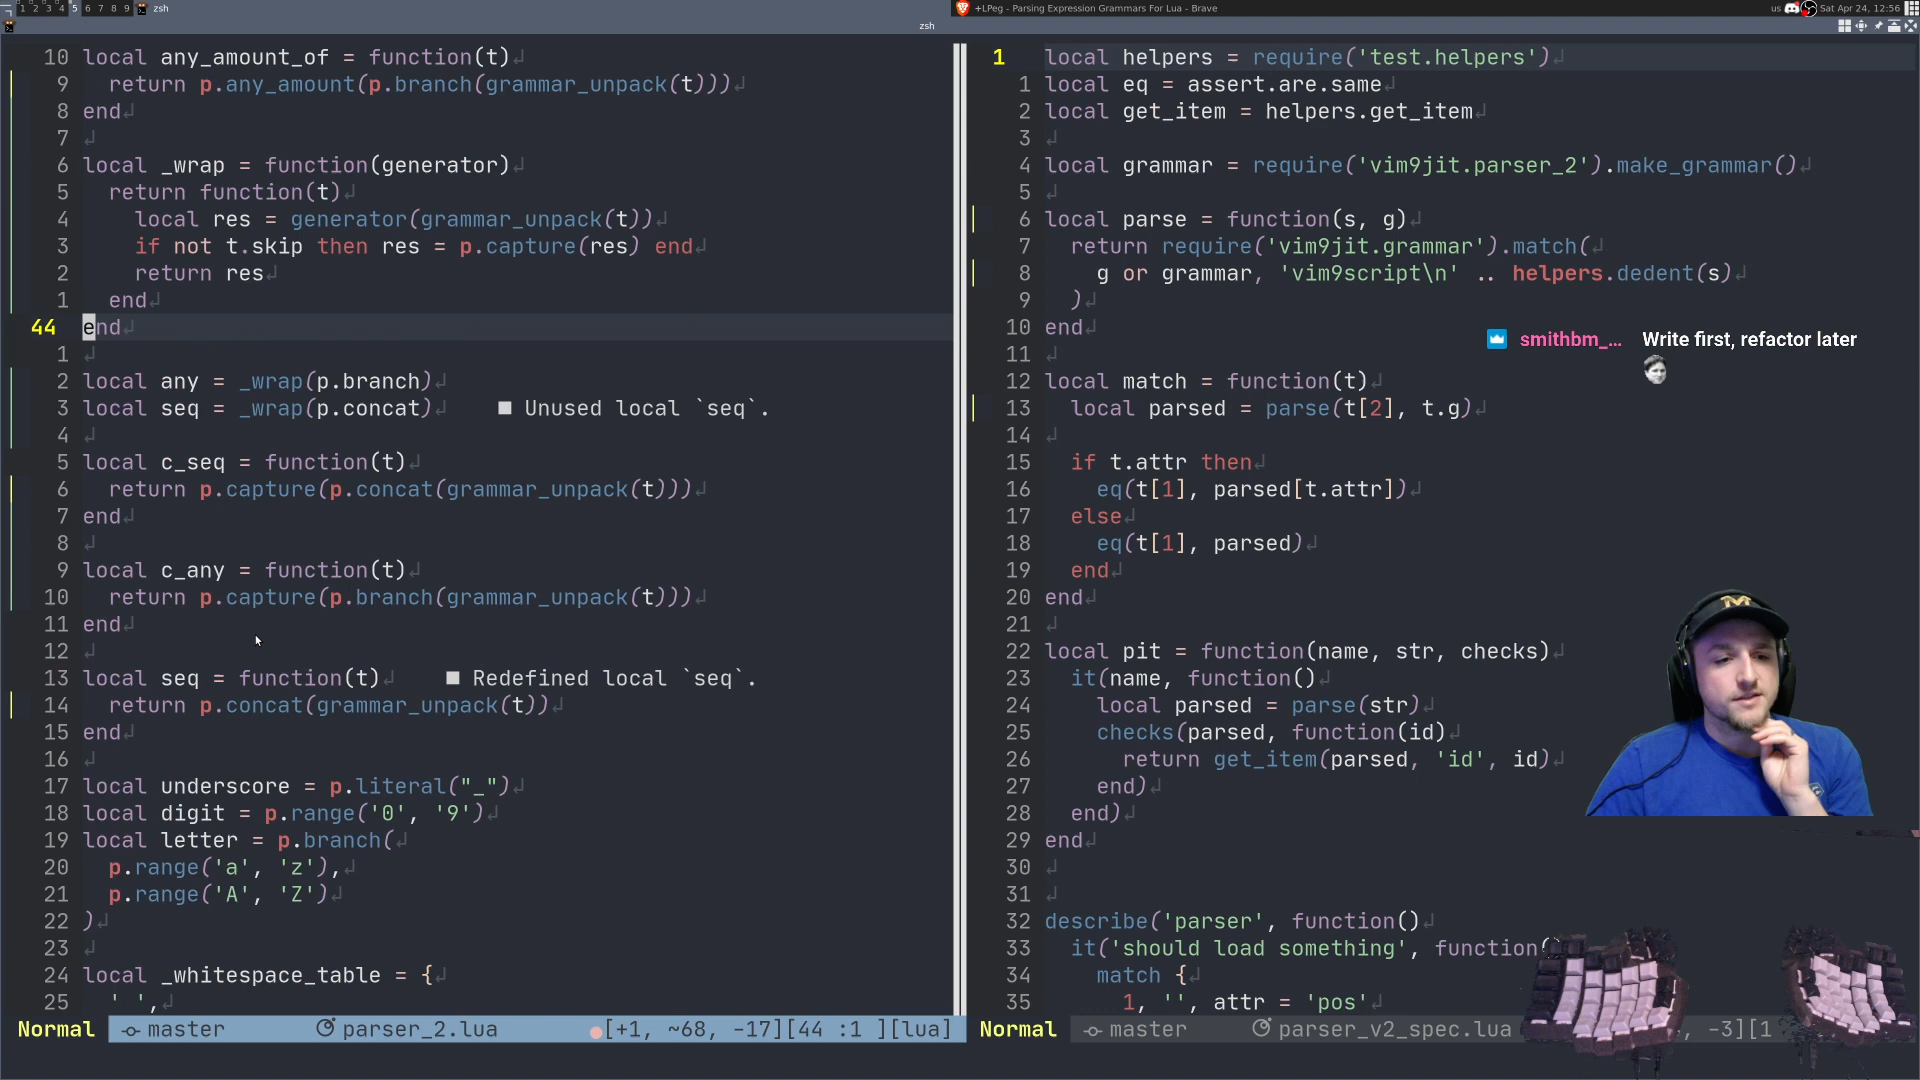 1 2 3 4 5 6 7 8 9 zsh
+LPeg - Parsing Expression Grammars For Lua - Brave
us Sat Apr 24, 12:56
zsh
10 local any_amount_of = function(t)
9 return p.any_amount(p.branch(grammar_unpack(t)))
8 end
7
6 local _wrap = function(generator)
5 return function(t)
4 local res = generator(grammar_unpack(t))
3 if not t.skip then res = p.capture(res) end
2 return res
1 end
44 end
1
2 local any = _wrap(p.branch)
3 local seq = _wrap(p.concat) ■ Unused local `seq`.
4
5 local c_seq = function(t)
6 return p.capture(p.concat(grammar_unpack(t)))
7 end
8
9 local c_any = function(t)
10 return p.capture(p.branch(grammar_unpack(t)))
11 end
12
13 local seq = function(t) ■ Redefined local `seq`.
14 return p.concat(grammar_unpack(t))
15 end
16
17 local underscore = p.literal("_")
18 local digit = p.range('0', '9')
19 local letter = p.branch(
20 p.range('a', 'z'),
21 p.range('A', 'Z')
22 )
23
24 local _whitespace_table = {
25 ' ',
Normal master parser_2.lua [+1, ~68, -17][44 :1 ][lua]
1 local helpers = require('test.helpers')
1 local eq = assert.are.same
2 local get_item = helpers.get_item
3
4 local grammar = require('vim9jit.parser_2').make_grammar()
5
6 local parse = function(s, g)
7 return require('vim9jit.grammar').match(
8 g or grammar, 'vim9script\n' .. helpers.dedent(s)
9 )
10 end
11
12 local match = function(t)
13 local parsed = parse(t[2], t.g)
14
15 if t.attr then
16 eq(t[1], parsed[t.attr])
17 else
18 eq(t[1], parsed)
19 end
20 end
21
22 local pit = function(name, str, checks)
23 it(name, function()
24 local parsed = parse(str)
25 checks(parsed, function(id)
26 return get_item(parsed, 'id', id)
27 end)
28 end)
29 end
30
31
32 describe('parser', function()
33 it('should load something', function(
34 match {
35 1, '', attr = 'pos'
Normal master parser_v2_spec.lua , -3][1
smithbm_... Write first, refactor later